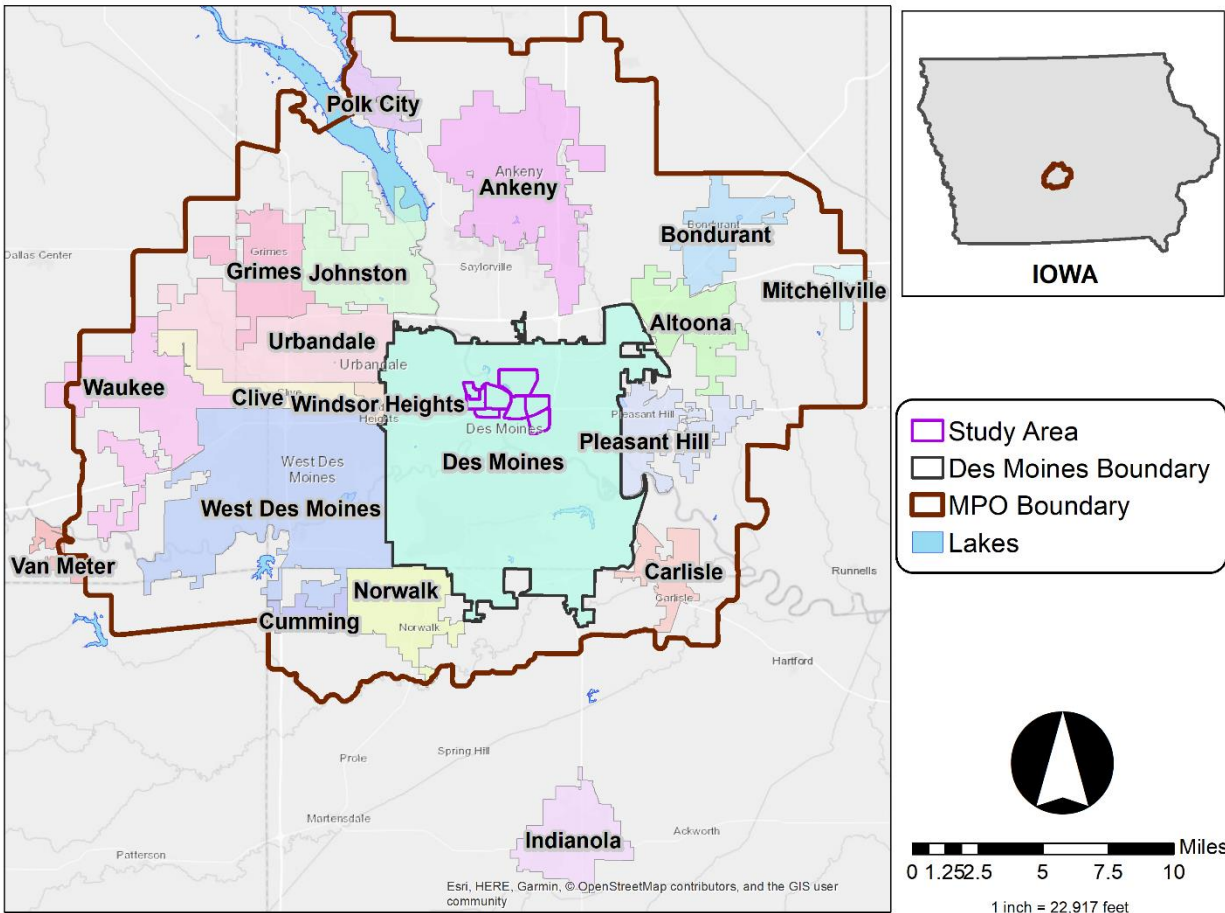 Polk City
Ankeny
Ankeny
Bondurant
Bondurant
Dallas Center
Grimes
Grimes
Johnston
Saylorville
Mitchellville
Altoona
Urbandale
Urbandale
Waukee
Clive
Clive
Windsor Heights
Heights
Pleasant Hill
Pleasant Hill
Des Moines
Des Moines
West Des
Moines
West Des Moines
Van Meter
Carlisle
Carlisle
Runnells
Norwalk
Norwalk
Cumming
Hartford
Prole
Spring Hill
Martensdale
Indianola
Ackworth
Patterson
Esri, HERE, Garmin, © OpenStreetMap contributors, and the GIS user
community
IOWA
Study Area
Des Moines Boundary
MPO Boundary
Lakes
Miles
0 1.25 2.5 5 7.5 10
1 inch = 22.917 feet